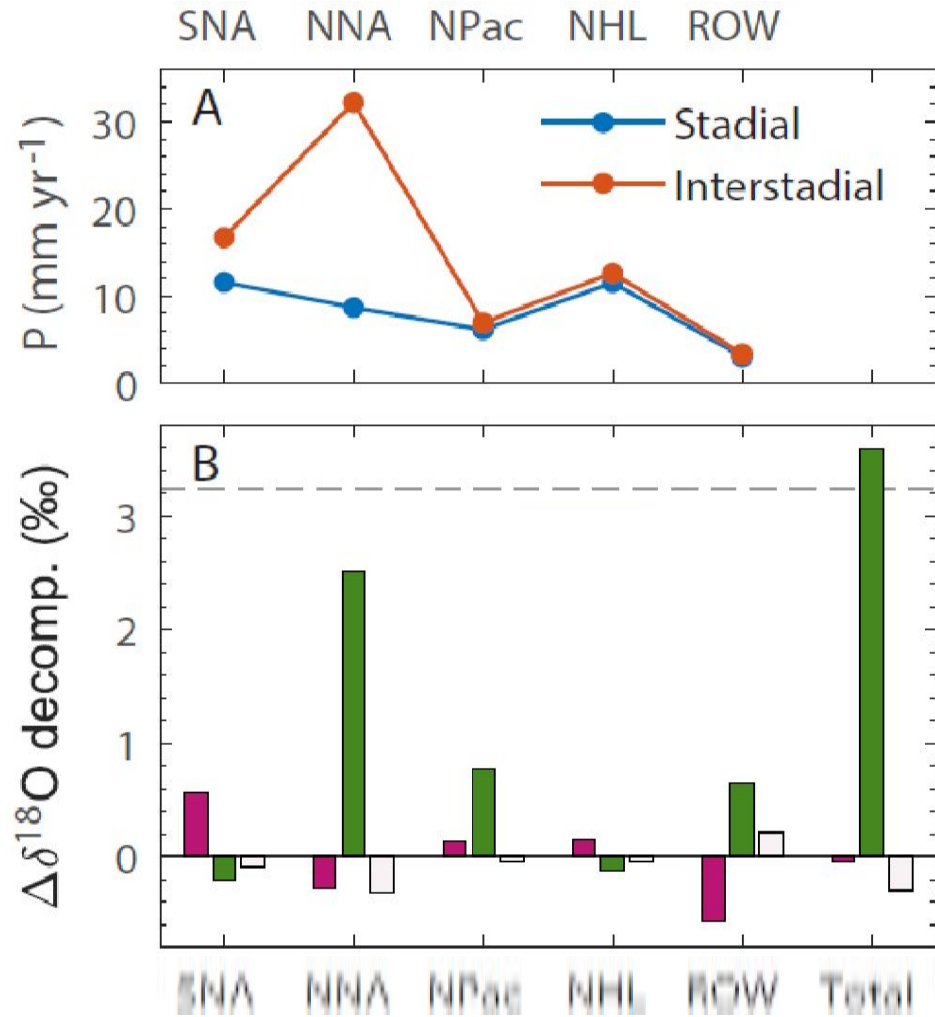 SNA NNA NPac NHL ROW
A
Stadial
Interstadial
P (mm yr-1)
30
20
10
0
B
Δδ18O decomp. (‰)
3
2
1
0
SNA NNA NPac NHL ROW Total